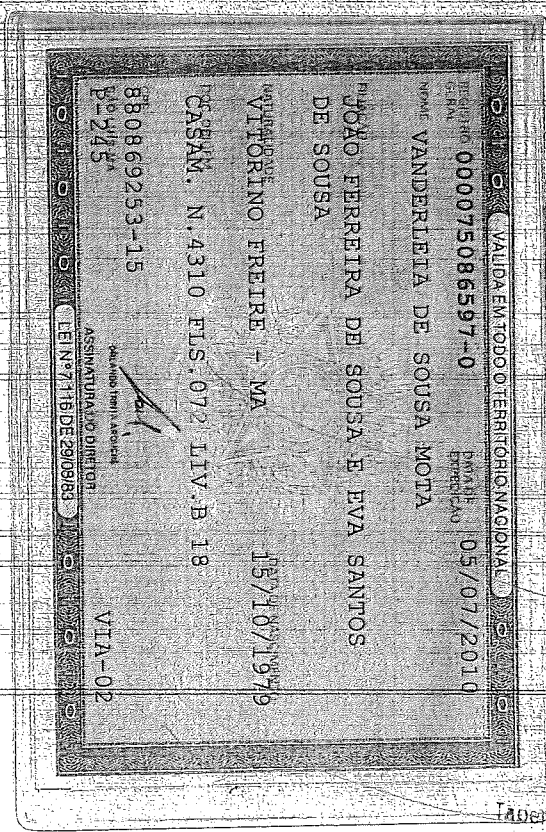 VÁLIDA EM TODO O TERRITÓRIO NACIONAL
REGISTRO GERAL 000075086597-0 DATA DE EXPEDIÇÃO 05/07/2010
NOME VANDERLEIA DE SOUSA MOTA
FILIAÇÃO
JOÃO FERREIRA DE SOUSA E EVA SANTOS
DE SOUSA
NATURALIDADE DATA DE NASCIMENTO
VITORINO FREIRE - MA 15/10/1979
DOC ORIGEM
CASAM. N.4310 FLS.072 LIV.B 18
CPF
880869253-15
P-245 VIA-02
ASSINATURA DO DIRETOR
LEI Nº 7.116 DE 29/08/83